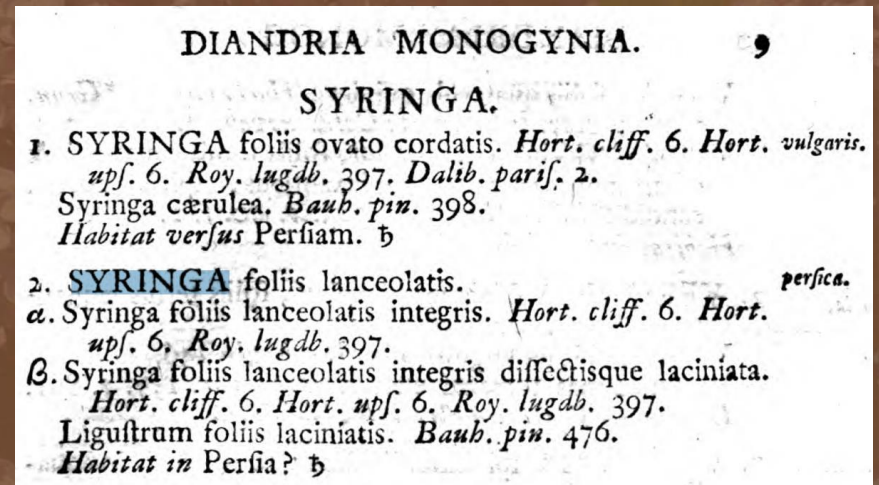 DIANDRIA MONOGYNIA. 9
SYRINGA.
1. SYRINGA foliis ovato cordatis. Hort. cliff. 6. Hort. vulgaris.
upſ. 6. Roy. lugdb. 397. Dalib. pariſ. 2.
Syringa cærulea. Bauh. pin. 398.
Habitat verſus Perſiam. ♄
2. SYRINGA foliis lanceolatis. perſica.
α. Syringa foliis lanceolatis integris. Hort. cliff. 6. Hort.
upſ. 6. Roy. lugdb. 397.
β. Syringa foliis lanceolatis integris diſſectisque laciniata.
Hort. cliff. 6. Hort. upſ. 6. Roy. lugdb. 397.
Liguſtrum foliis laciniatis. Bauh. pin. 476.
Habitat in Perſia? ♄